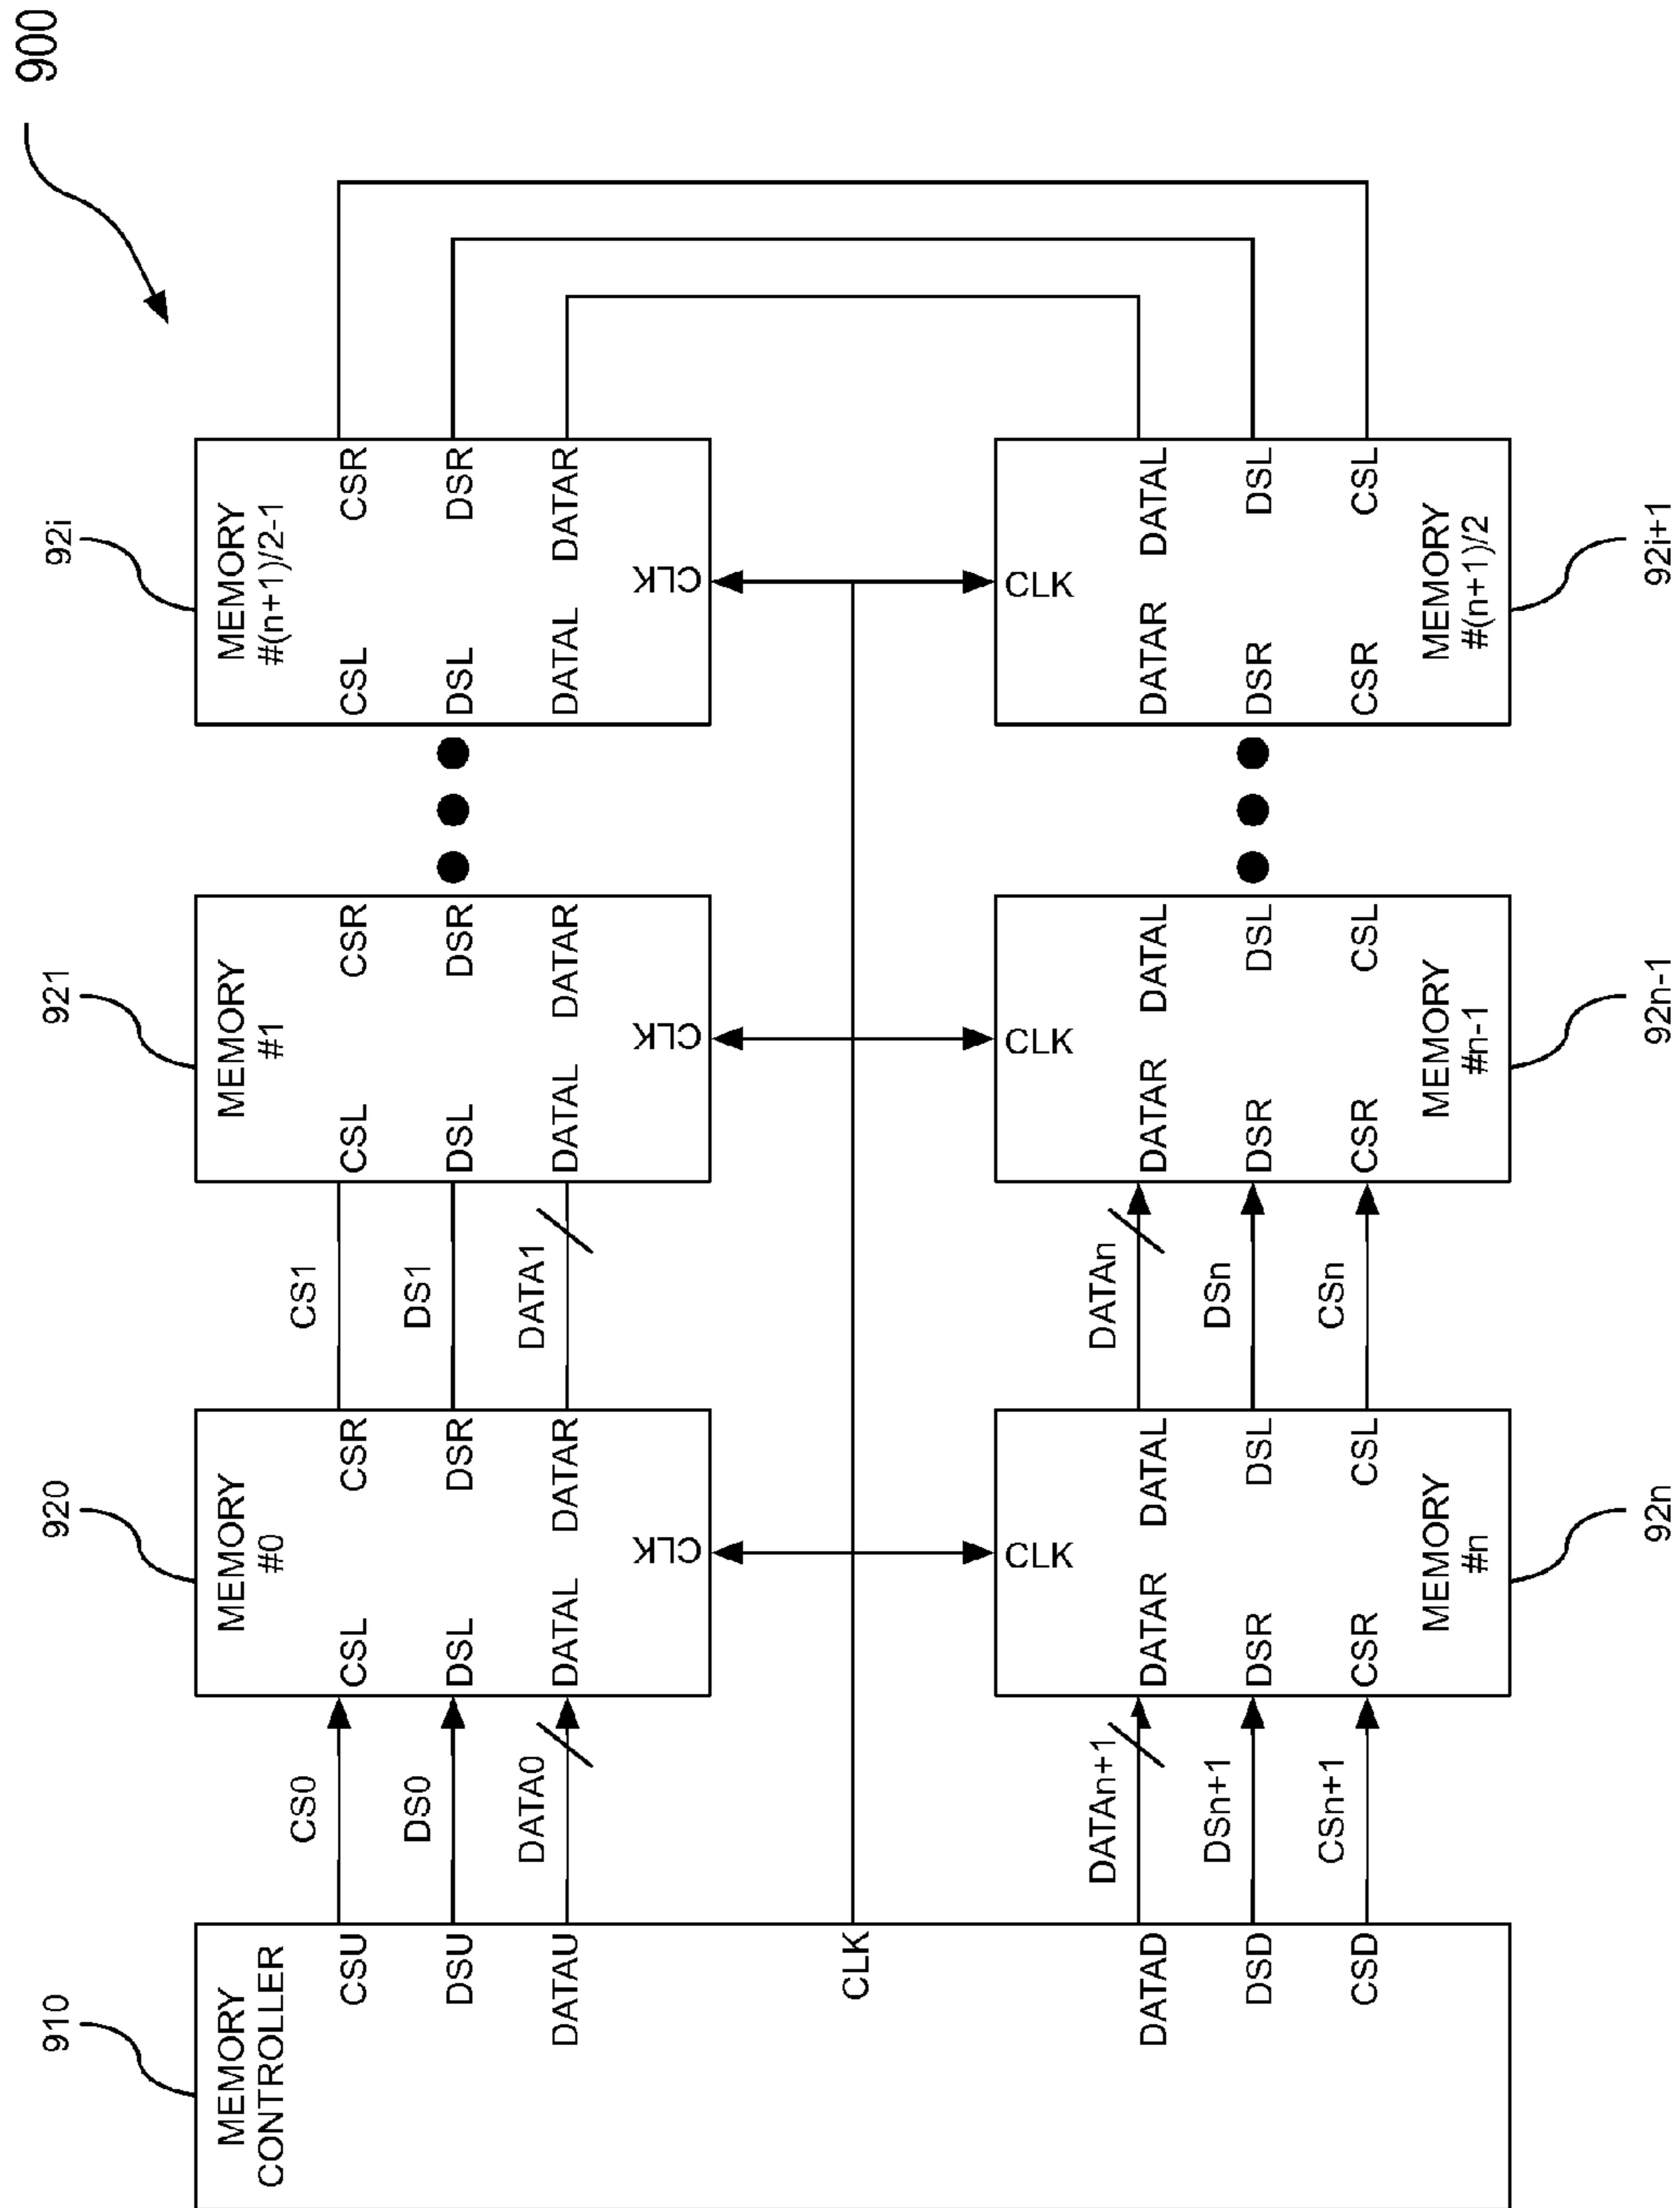 900
910
920
921
92i
MEMORY
CONTROLLER
CSU
DSU
DATAU
CLK
DATAD
DSD
CSD
CS0
DS0
DATA0
MEMORY
#0
CSL CSR
DSL DSR
DATAL DATAR
CLK
CS1
DS1
DATA1
MEMORY
#1
CSL CSR
DSL DSR
DATAL DATAR
CLK
MEMORY
#(n+1)/2-1
CSL CSR
DSL DSR
DATAL DATAR
CLK
DATAn+1
DSn+1
CSn+1
CLK
DATAR DATAL
DSR DSL
CSR CSL
MEMORY
#n
DATAn
DSn
CSn
CLK
DATAR DATAL
DSR DSL
CSR CSL
MEMORY
#n-1
CLK
DATAR DATAL
DSR DSL
CSR CSL
MEMORY
#(n+1)/2
92n
92n-1
92i+1